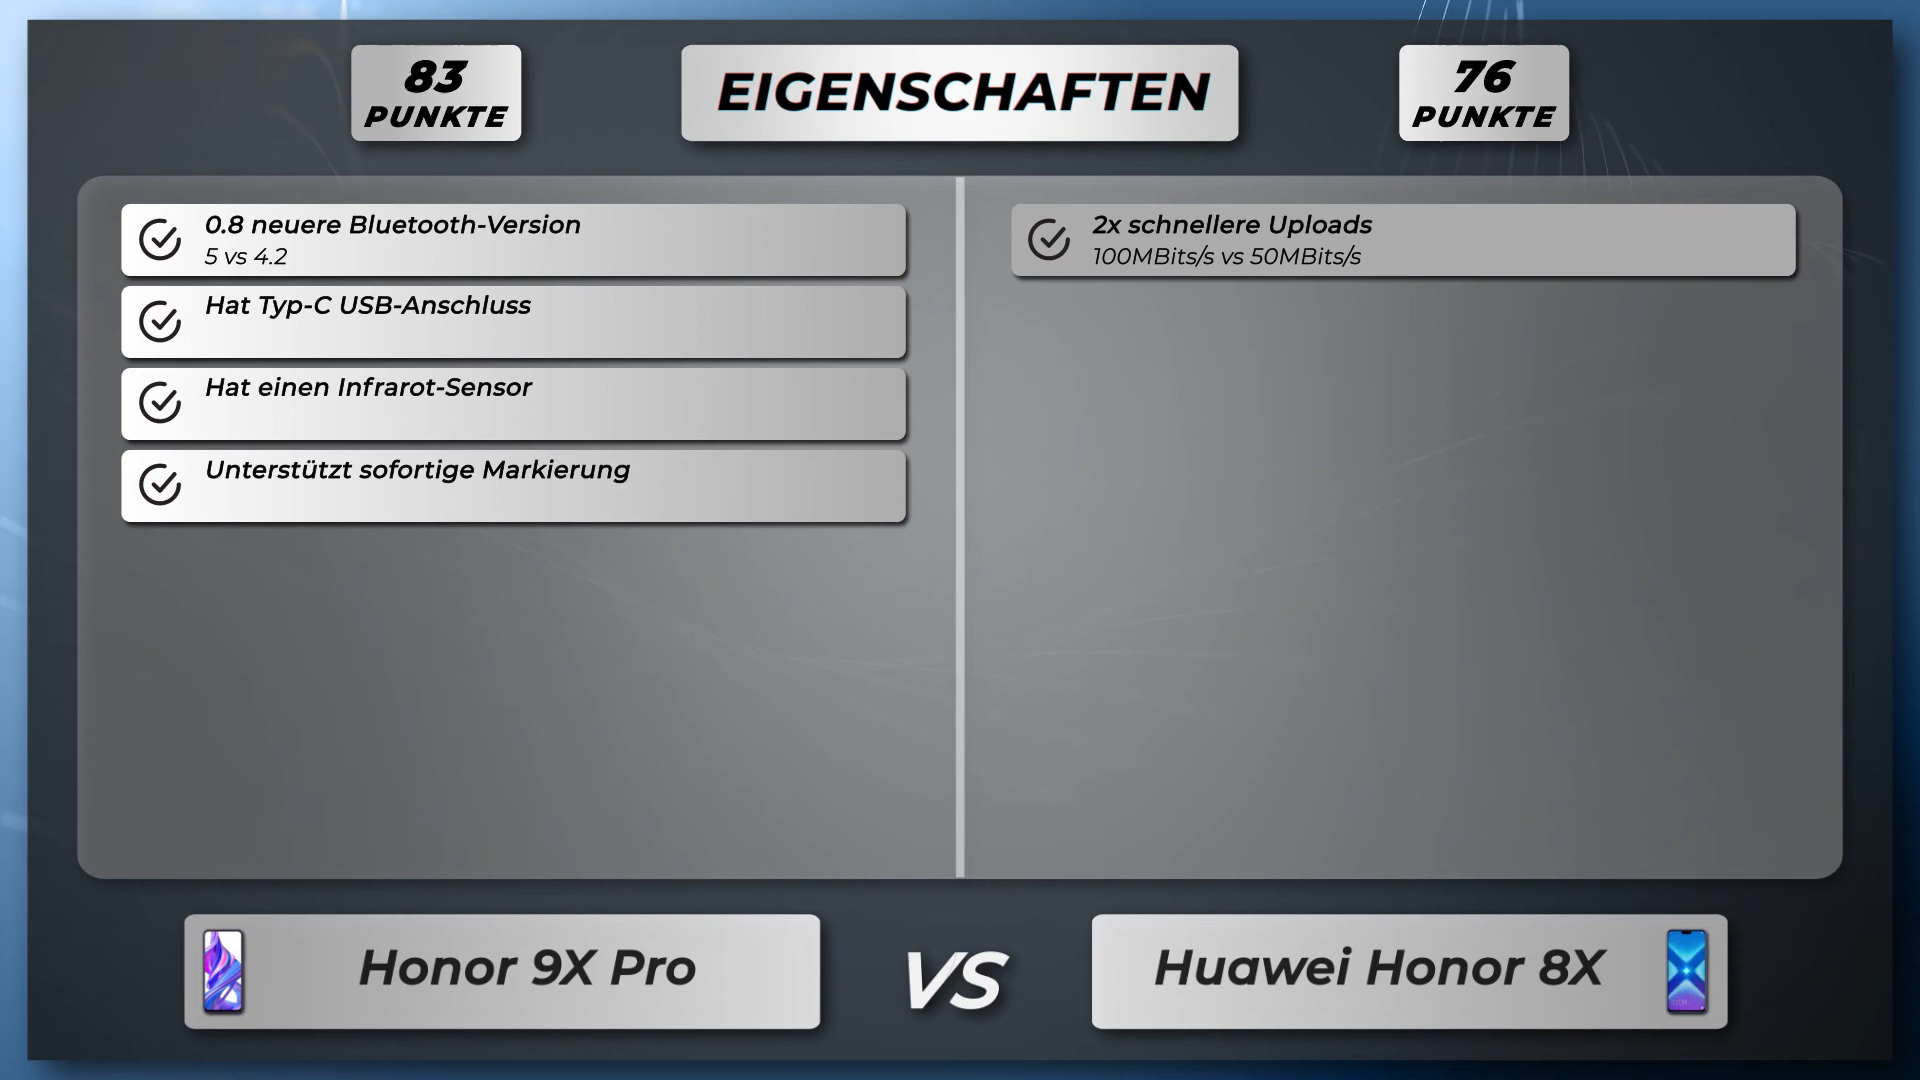 83
PUNKTE
EIGENSCHAFTEN
76
PUNKTE
0.8 neuere Bluetooth-Version
5 vs 4.2
Hat Typ-C USB-Anschluss
Hat einen Infrarot-Sensor
Unterstützt sofortige Markierung
2x schnellere Uploads
100MBits/s vs 50MBits/s
Honor 9X Pro
VS
Huawei Honor 8X